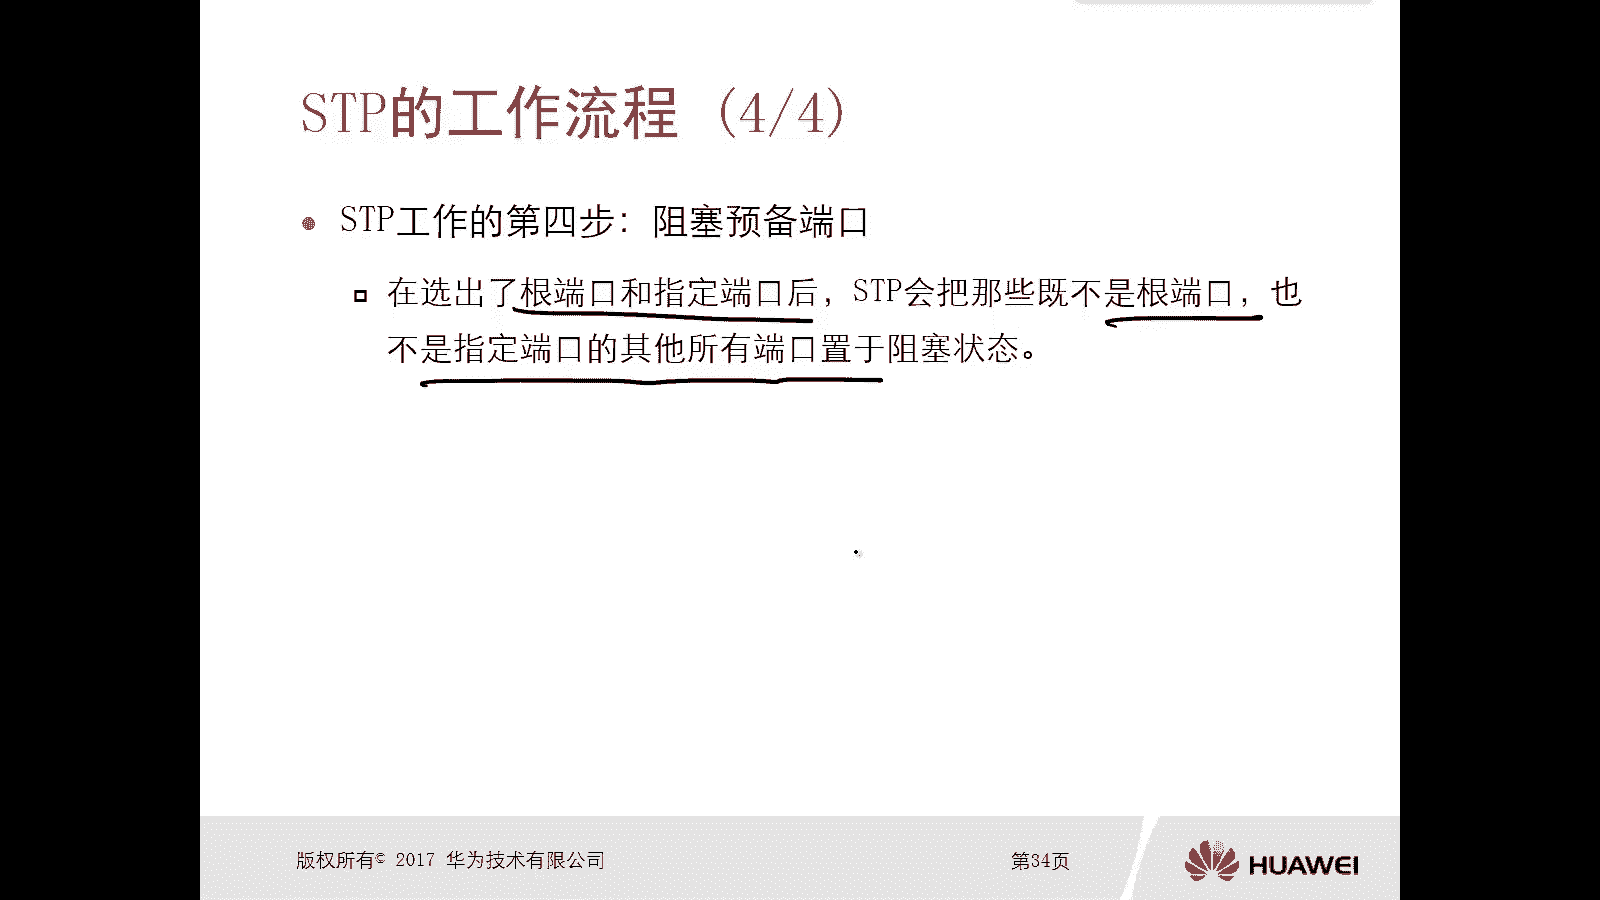 STP的工作流程 (4/4)
STP工作的第四步：阻塞预备端口
在选出了根端口和指定端口后，STP会把那些既不是根端口，也
不是指定端口的其他所有端口置于阻塞状态。
版权所有© 2017 华为技术有限公司
第34页
HUAWEI